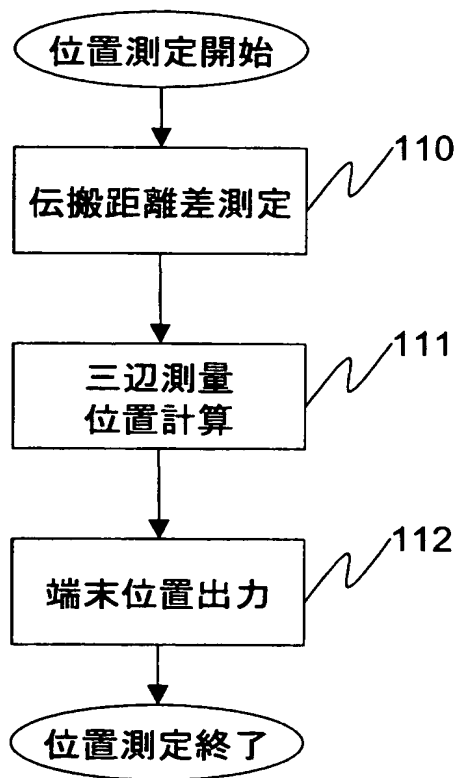 位置測定開始
110
伝搬距離差測定
111
三辺測量
位置計算
112
端末位置出力
位置測定終了